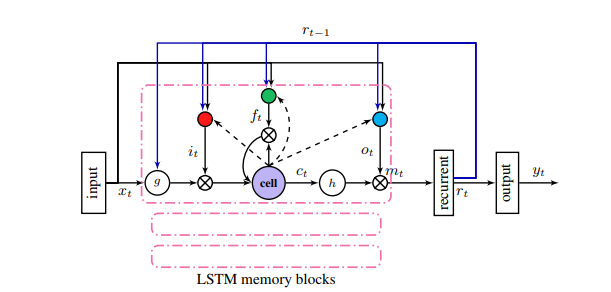 r_{t-1}
f_t
i_t
o_t
input
x_t
g
cell
c_t
h
m_t
recurrent
r_t
output
y_t
LSTM memory blocks